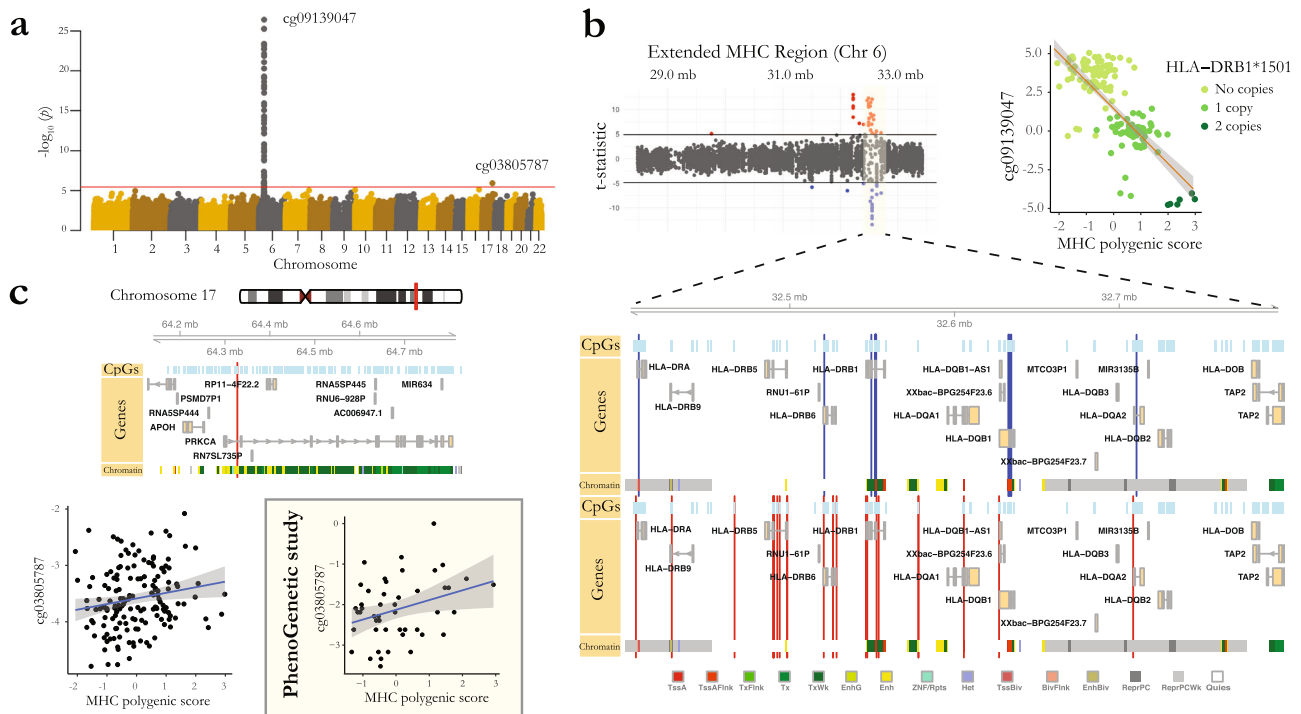 a
cg09139047
cg03805787
-log10 (p)
25
20
15
10
5
0
1 2 3 4 5 6 7 8 9 10 12 13 14 15 16 18 20 22
Chromosome
b
Extended MHC Region (Chr 6)
29.0 mb 31.0 mb 33.0 mb
t-statistic
10
5
0
-5
-10
HLA-DRB1*1501
No copies
1 copy
2 copies
cg09139047
5.0
2.5
0.0
-2.5
-5.0
-2 -1 0 1 2 3
MHC polygenic score
c
Chromosome 17
64.2 mb 64.4 mb 64.6 mb
64.3 mb 64.5 mb 64.7 mb
CpGs
Genes
RP11-4F22.2 RNA5SP445 MIR634
PSMD7P1 RNU6-928P
RNA5SP444 AC006947.1
APOH
PRKCA
RN7SL735P
Chromatin
32.5 mb 32.7 mb
32.6 mb
CpGs
Genes
HLA-DRA HLA-DRB5 HLA-DRB1 HLA-DQB1-AS1 MTCO3P1 MIR3135B HLA-DOB
RNU1-61P XXbac-BPG254F23.6 HLA-DQB3 TAP2
HLA-DRB9
HLA-DRB6 HLA-DQA1 HLA-DQA2 TAP2
HLA-DQB1 HLA-DQB2
XXbac-BPG254F23.7
Chromatin
CpGs
Genes
HLA-DRA HLA-DRB5 HLA-DRB1 HLA-DQB1-AS1 MTCO3P1 MIR3135B HLA-DOB
RNU1-61P XXbac-BPG254F23.6 HLA-DQB3 TAP2
HLA-DRB9
HLA-DRB6 HLA-DQA1 HLA-DQA2 TAP2
HLA-DQB1 HLA-DQB2
XXbac-BPG254F23.7
Chromatin
TssA TssAFlnk TxFlnk Tx TxWk EnhG Enh ZNF/Rpts Het TssBiv BivFlnk EnhBiv ReprPC ReprPCWk Quies
cg03805787
-2
-3
-4
-2 -1 0 1 2 3
MHC polygenic score
PhenoGenetic study
cg03805787
0
-1
-2
-3
-1 0 1 2 3
MHC polygenic score